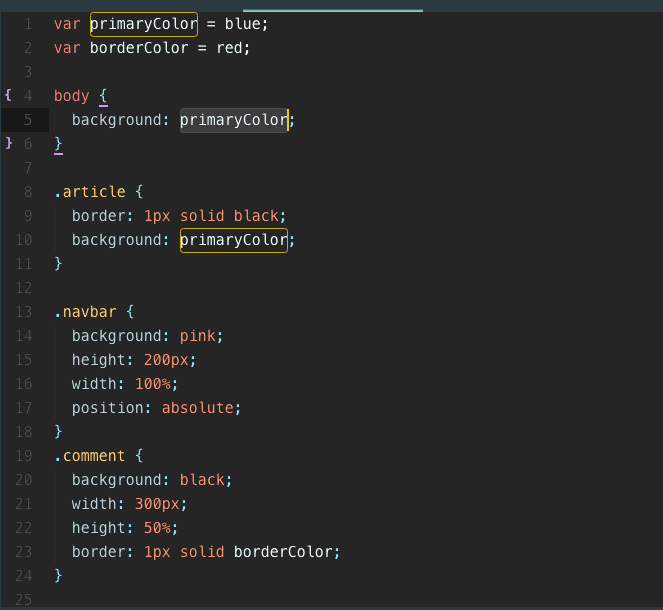 1 var primaryColor = blue;
2 var borderColor = red;
3
{ 4 body {
5 background: primaryColor;
} 6 }
7
8 .article {
9 border: 1px solid black;
10 background: primaryColor;
11 }
12
13 .navbar {
14 background: pink;
15 height: 200px;
16 width: 100%;
17 position: absolute;
18 }
19 .comment {
20 background: black;
21 width: 300px;
22 height: 50%;
23 border: 1px solid borderColor;
24 }
25